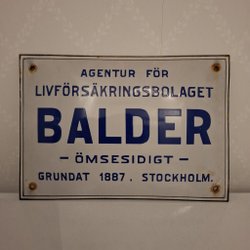 AGENTUR FÖR
LIVFÖRSÄKRINGSBOLAGET
BALDER
— ÖMSESIDIGT —
GRUNDAT 1887. STOCKHOLM.